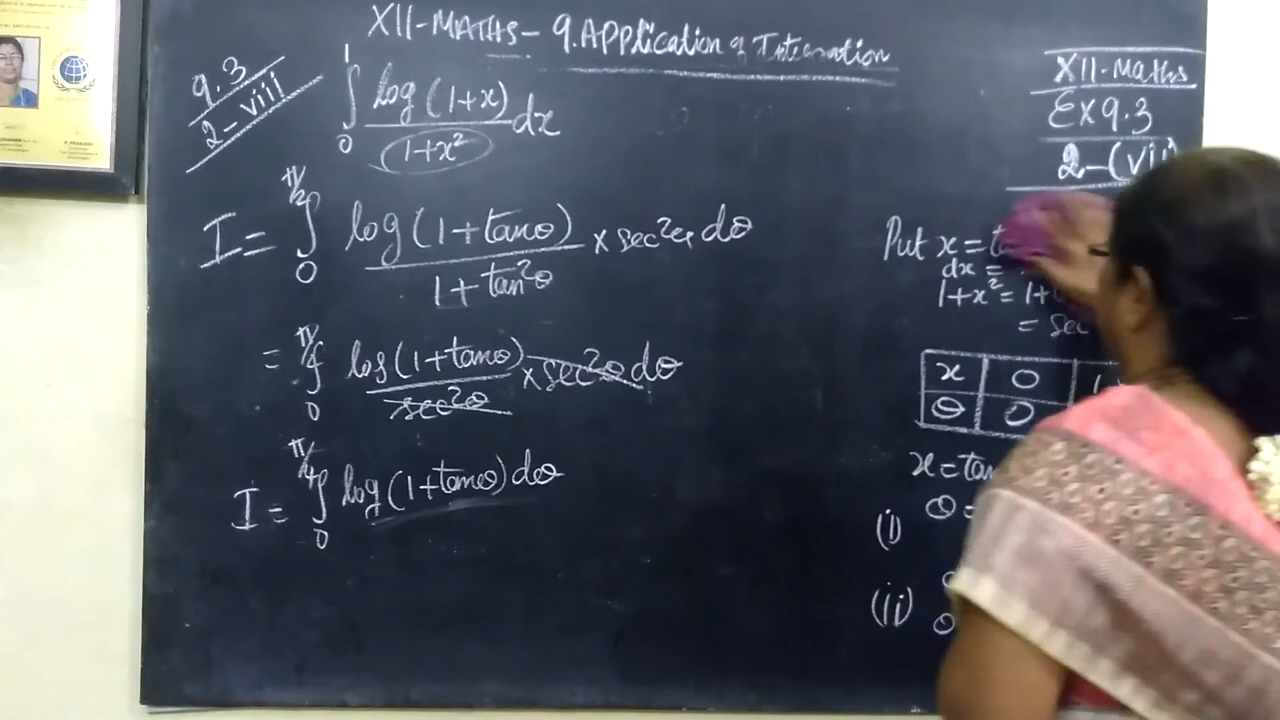 XII-MATHS- 9.APPlication of Integration
9.3
2-viii
∫₀¹ log(1+x)/(1+x²) dx
I = ∫₀^(π/2) log(1+tanθ)/(1+tan²θ) × sec²θ dθ
= ∫₀^(π/4) log(1+tanθ)/sec²θ × sec²θ dθ
I = ∫₀^(π/4) log(1+tanθ) dθ
XII-Maths
Ex 9.3
2-(vii
Put x =
dx =
1+x² = 1+
= sec
x 0 1
θ 0
x = tan
θ =
(i)
(ii)
θ